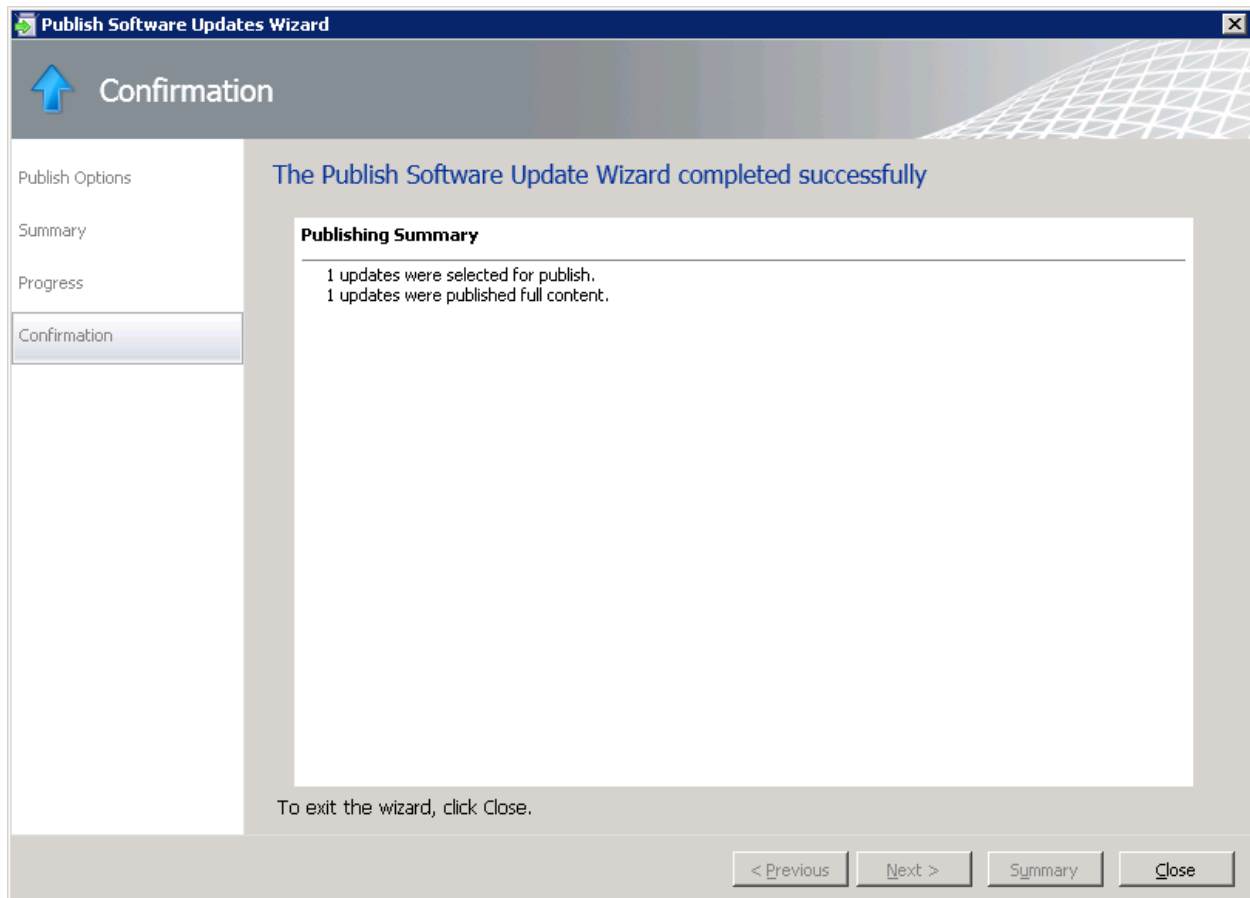 Publish Software Updates Wizard
Confirmation
Publish Options
Summary
Progress
Confirmation
The Publish Software Update Wizard completed successfully
Publishing Summary
1 updates were selected for publish.
1 updates were published full content.
To exit the wizard, click Close.
< Previous
Next >
Summary
Close